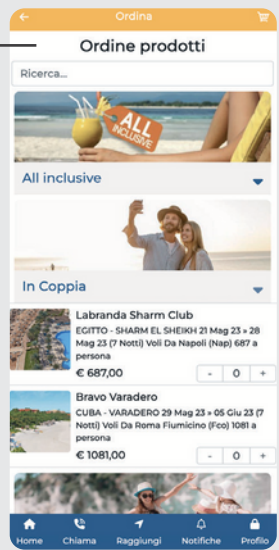 Ordina
Ordine prodotti
Ricerca...
ALL
INCLUSIVE
All inclusive
In Coppia
Labranda Sharm Club
EGITTO - SHARM EL SHEIKH 21 Mag 23 » 28
Mag 23 (7 Notti) Voli Da Napoli (Nap) 687 a
persona
€ 687,00 - 0 +
Bravo Varadero
CUBA - VARADERO 29 Mag 23 » 05 Giu 23 (7
Notti) Voli Da Roma Fiumicino (Fco) 1081 a
persona
€ 1081,00 - 0 +
Home Chiama Raggiungi Notifiche Profilo